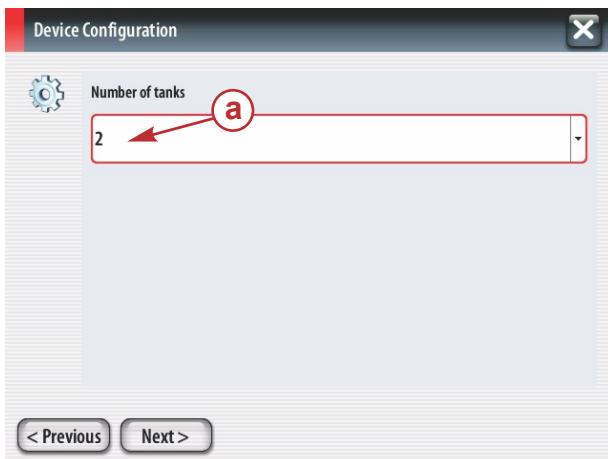 Device Configuration
Number of tanks
a
2
< Previous
Next >